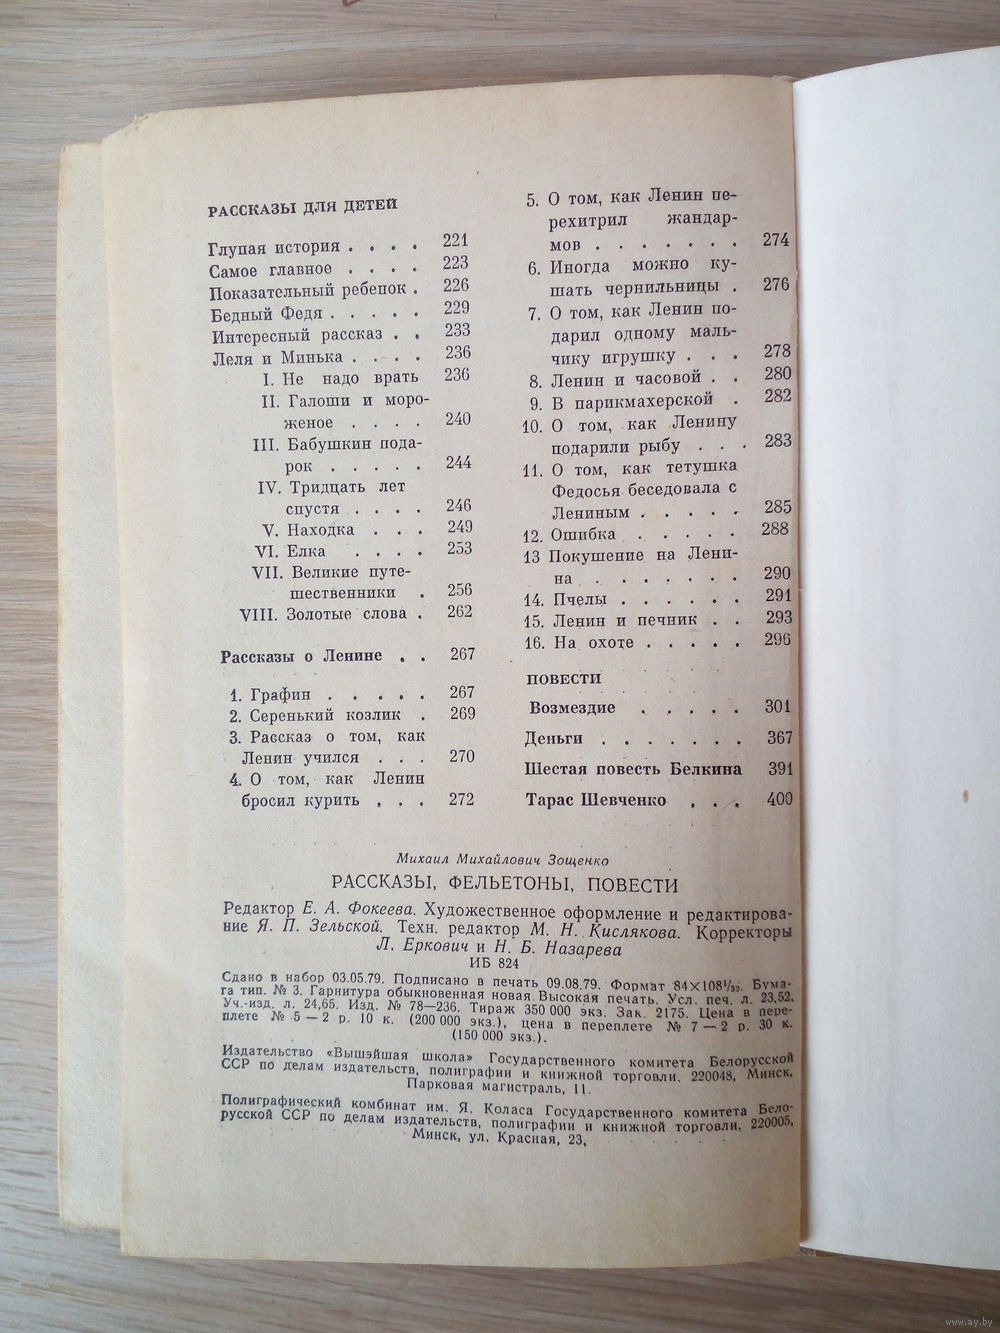 РАССКАЗЫ ДЛЯ ДЕТЕЙ
Глупая история . . . . 221
Самое главное . . . . 223
Показательный ребенок . 226
Бедный Федя . . . . . 229
Интересный рассказ . . 233
Леля и Минька . . . . 236
I. Не надо врать 236
II. Галоши и моро-
женое . . . . 240
III. Бабушкин пода-
рок . . . . . 244
IV. Тридцать лет
спустя . . . . 246
V. Находка . . . 249
VI. Елка . . . . 253
VII. Великие путе-
шественники . 256
VIII. Золотые слова . 262
Рассказы о Ленине . . 267
1. Графин . . . . . 267
2. Серенький козлик . 269
3. Рассказ о том, как
Ленин учился . . . 270
4. О том, как Ленин
бросил курить . . . 272
5. О том, как Ленин пе-
рехитрил жандар-
мов . . . . . . . 274
6. Иногда можно ку-
шать чернильницы . 276
7. О том, как Ленин по-
дарил одному маль-
чику игрушку . . . 278
8. Ленин и часовой . . 280
9. В парикмахерской . 282
10. О том, как Ленину
подарили рыбу . . . 283
11. О том, как тетушка
Федосья беседовала с
Лениным . . . . . 285
12. Ошибка . . . . . 288
13 Покушение на Лени-
на . . . . . . . 290
14. Пчелы . . . . . . 291
15. Ленин и печник . . 293
16. На охоте . . . . . 296
ПОВЕСТИ
Возмездие . . . . . 301
Деньги . . . . . . . 367
Шестая повесть Белкина 391
Тарас Шевченко . . . 400
Михаил Михайлович Зощенко
РАССКАЗЫ, ФЕЛЬЕТОНЫ, ПОВЕСТИ
Редактор Е. А. Фокеева. Художественное оформление и редактирова-
ние Я. П. Зельской. Техн. редактор М. Н. Кислякова. Корректоры
Л. Еркович и Н. Б. Назарева
ИБ 824
Сдано в набор 03.05.79. Подписано в печать 09.08.79. Формат 84×108¹/₃₂. Бума-
га тип. № 3. Гарнитура обыкновенная новая. Высокая печать. Усл. печ. л. 23,52.
Уч.-изд. л. 24,65. Изд. № 78—236. Тираж 350 000 экз. Зак. 2175. Цена в пере-
плете № 5 — 2 р. 10 к. (200 000 экз.), цена в переплете № 7 — 2 р. 30 к.
(150 000 экз.).
Издательство «Вышэйшая школа» Государственного комитета Белорусской
ССР по делам издательств, полиграфии и книжной торговли. 220048, Минск,
Парковая магистраль, 11.
Полиграфический комбинат им. Я. Коласа Государственного комитета Бело-
русской ССР по делам издательств, полиграфии и книжной торговли. 220005,
Минск, ул. Красная, 23,
www.ay.by